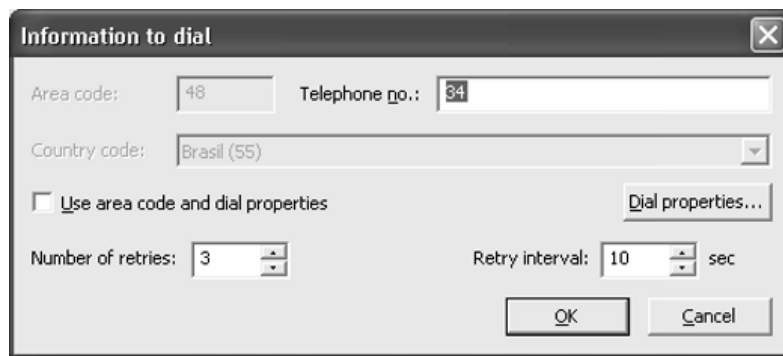 Information to dial
Area code: 48 Telephone no.: 34
Country code: Brasil (55)
Use area code and dial properties Dial properties...
Number of retries: 3 Retry interval: 10 sec
OK Cancel